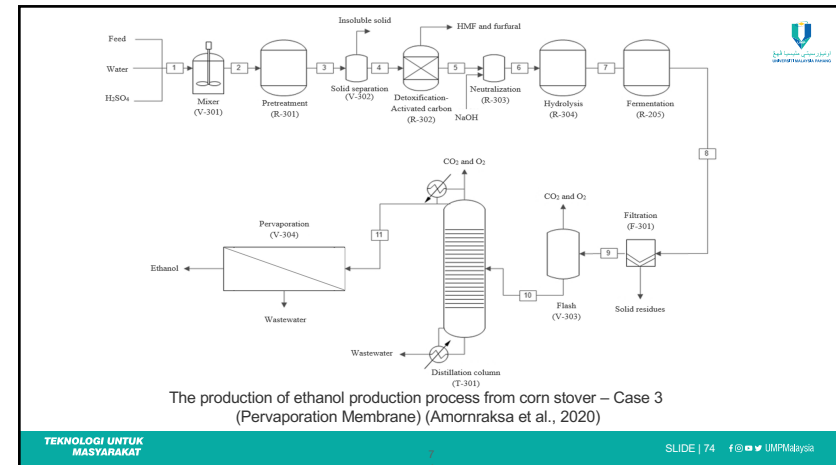 Insoluble solid
HMF and furfural
Feed
Water
H₂SO₄
1
2
3
4
5
6
7
Mixer
(V-301)
Pretreatment
(R-301)
Solid separation
(V-302)
Detoxification-
Activated carbon
(R-302)
Neutralization
(R-303)
NaOH
Hydrolysis
(R-304)
Fermentation
(R-205)
8
CO₂ and O₂
CO₂ and O₂
Filtration
(F-301)
9
Solid residues
Flash
(V-303)
10
11
Pervaporation
(V-304)
Ethanol
Wastewater
Wastewater
Distillation column
(T-301)
The production of ethanol production process from corn stover – Case 3
(Pervaporation Membrane) (Amornraksa et al., 2020)
UNIVERSITI MALAYSIA PAHANG
TEKNOLOGI UNTUK
MASYARAKAT
7
SLIDE | 74
UMPMalaysia